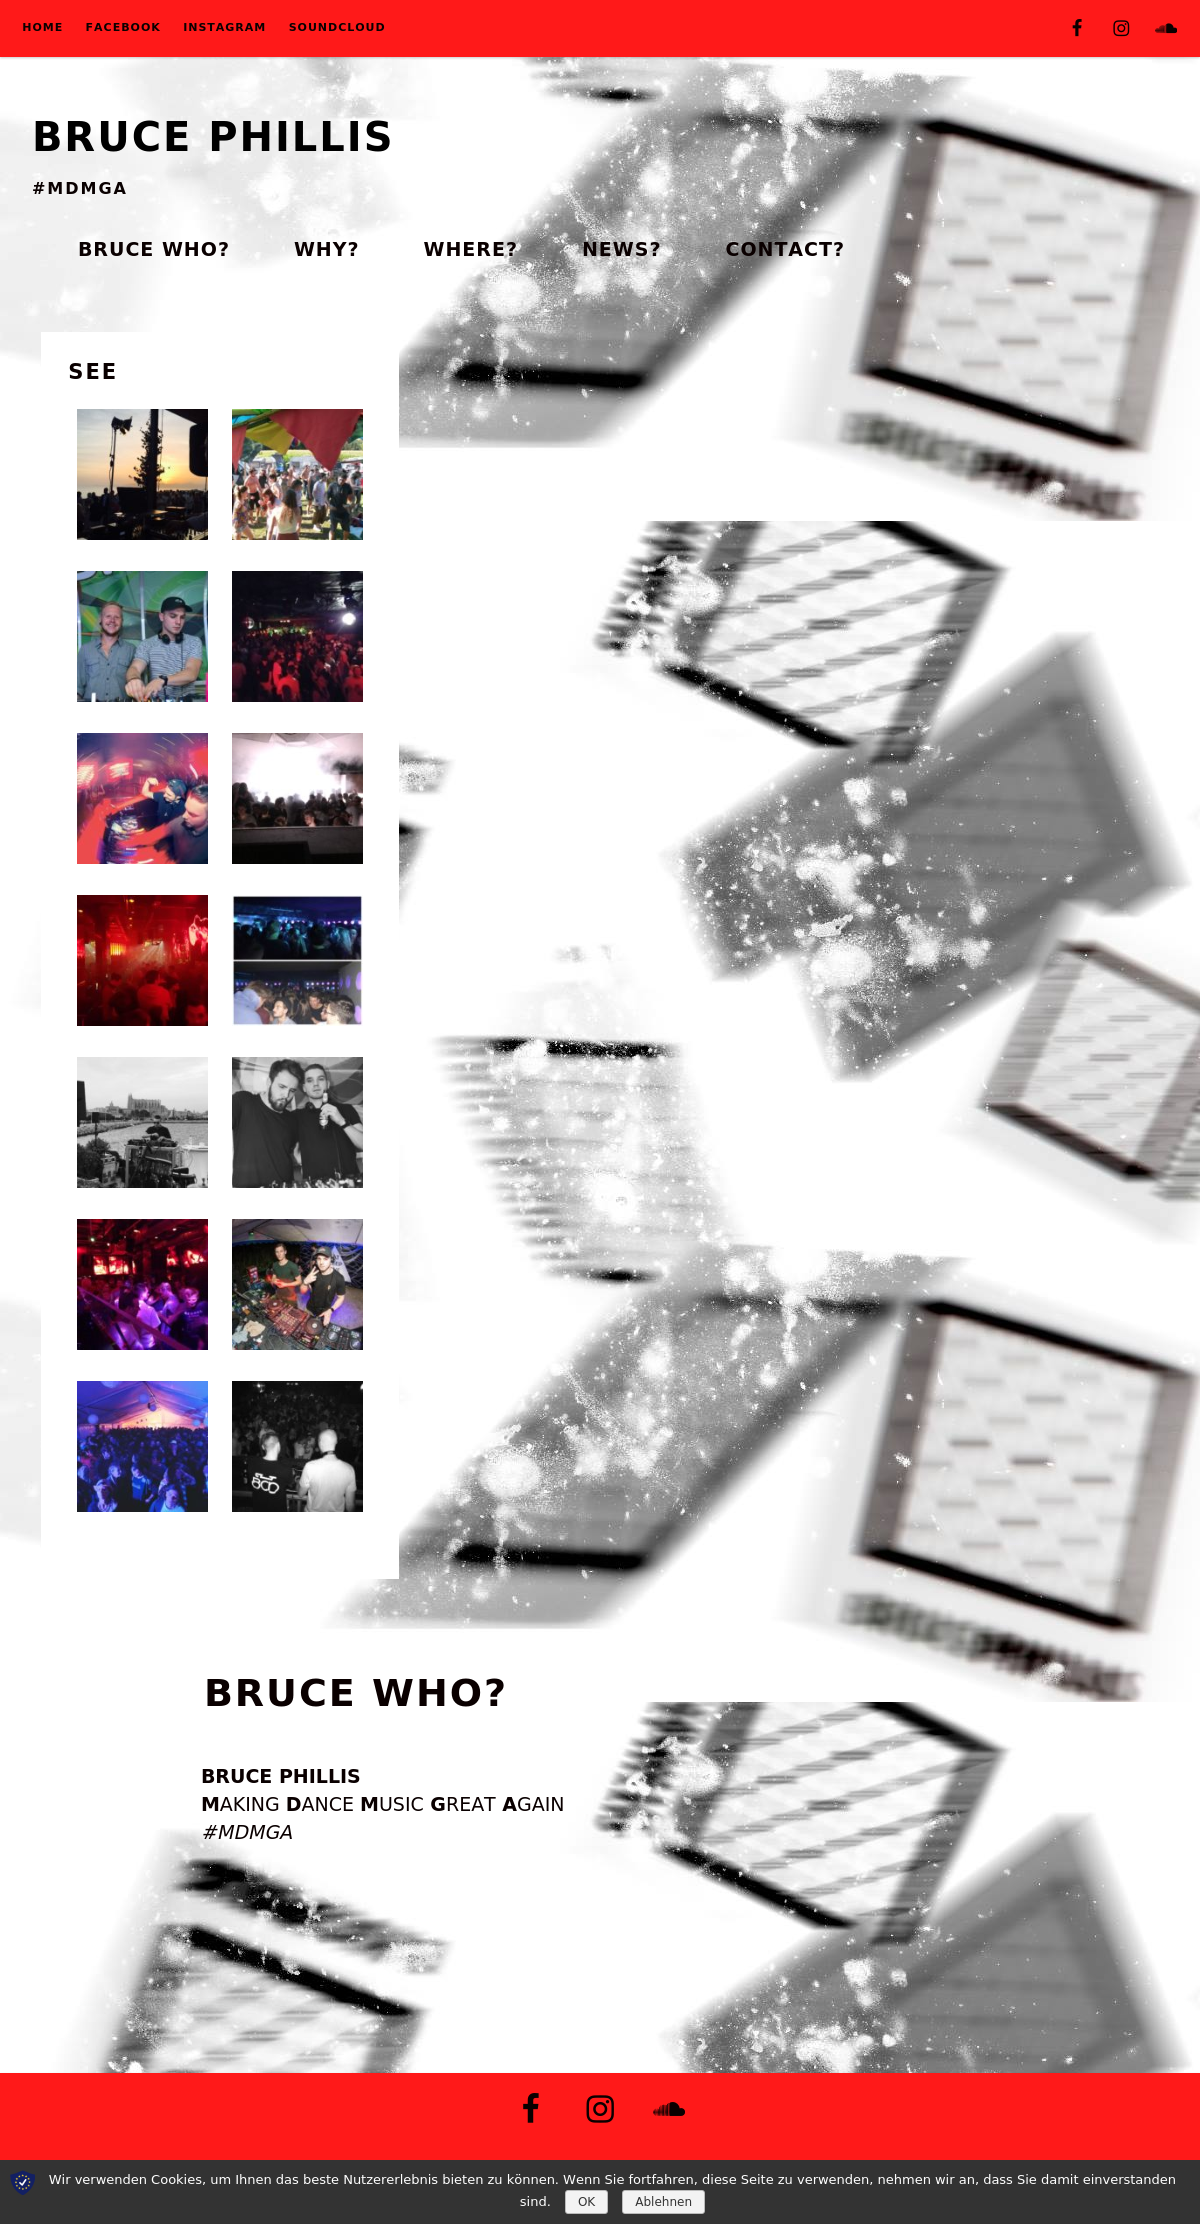 HOME FACEBOOK INSTAGRAM SOUNDCLOUD
BRUCE PHILLIS
#MDMGA
BRUCE WHO? WHY? WHERE? NEWS? CONTACT?
SEE
BRUCE WHO?
BRUCE PHILLIS
MAKING DANCE MUSIC GREAT AGAIN
#MDMGA
Wir verwenden Cookies, um Ihnen das beste Nutzererlebnis bieten zu können. Wenn Sie fortfahren, diese Seite zu verwenden, nehmen wir an, dass Sie damit einverstanden
sind. OK Ablehnen